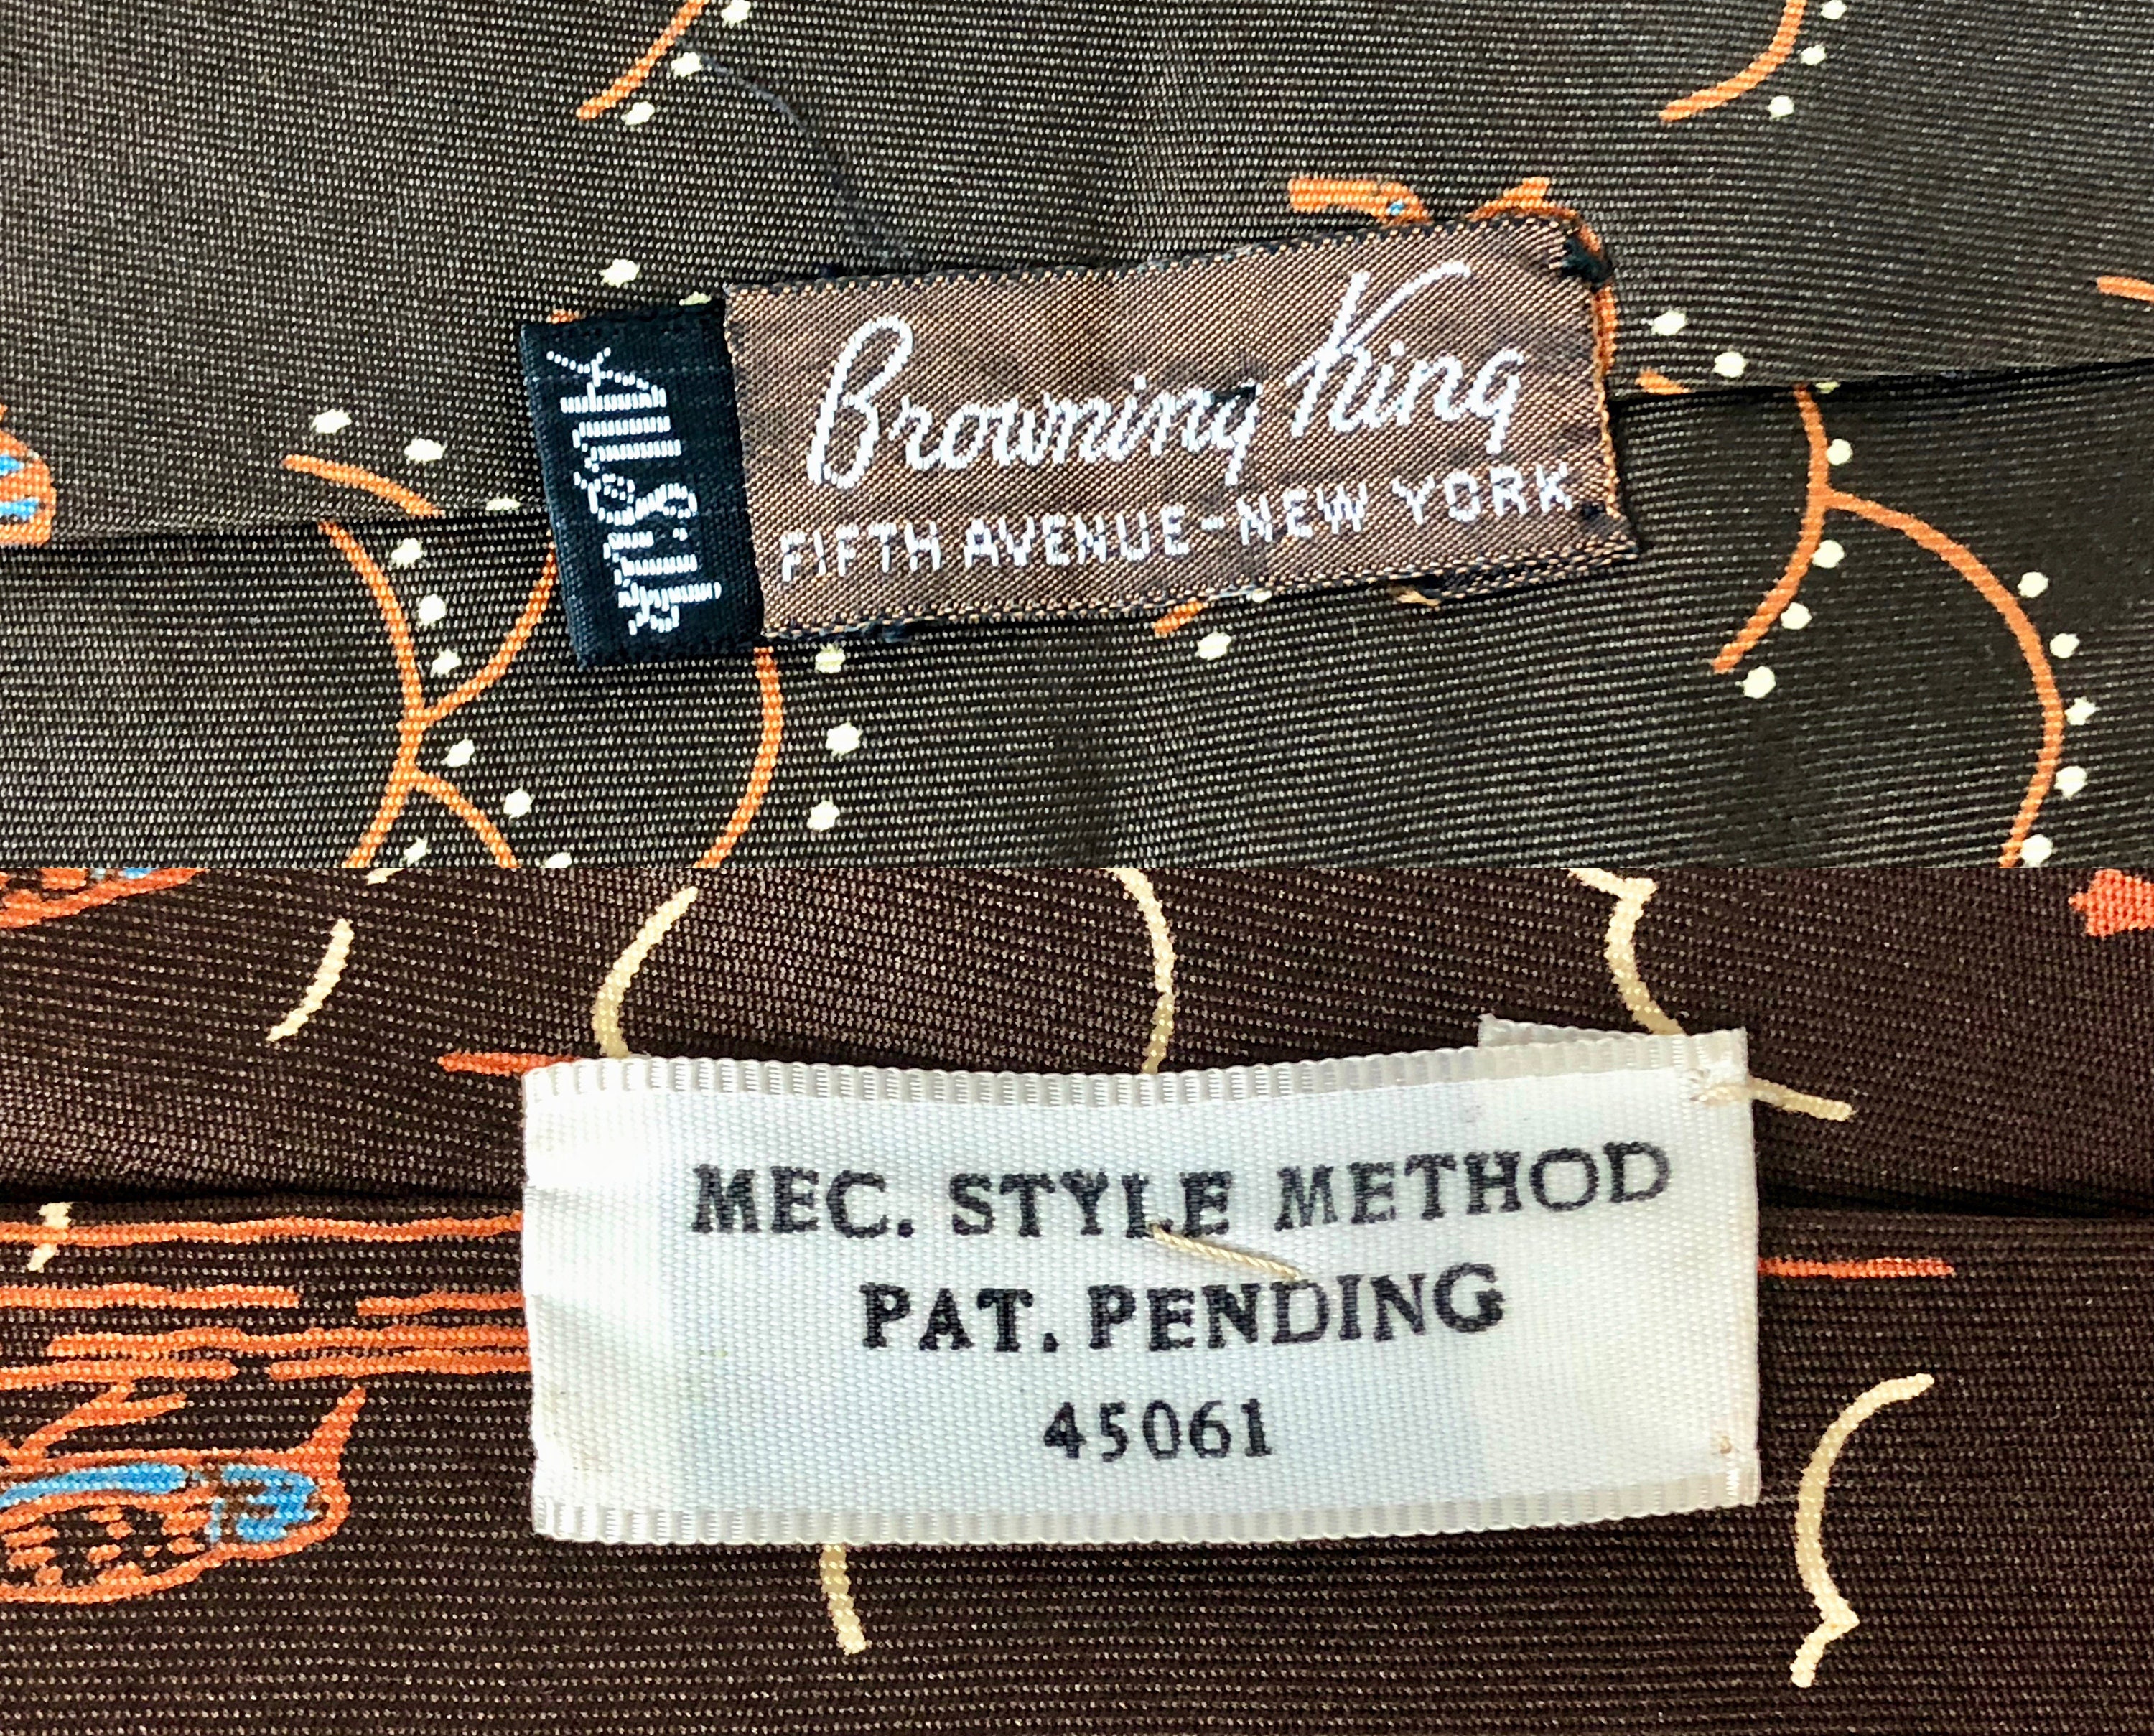 All Silk
Browning King
FIFTH AVENUE-NEW YORK
MEC. STYLE METHOD
PAT. PENDING
45061